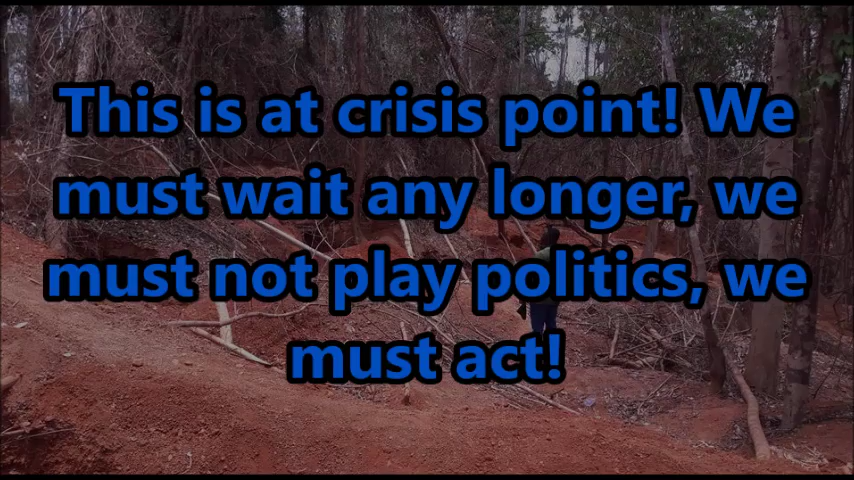 This is at crisis point! We
must wait any longer, we
must not play politics, we
must act!